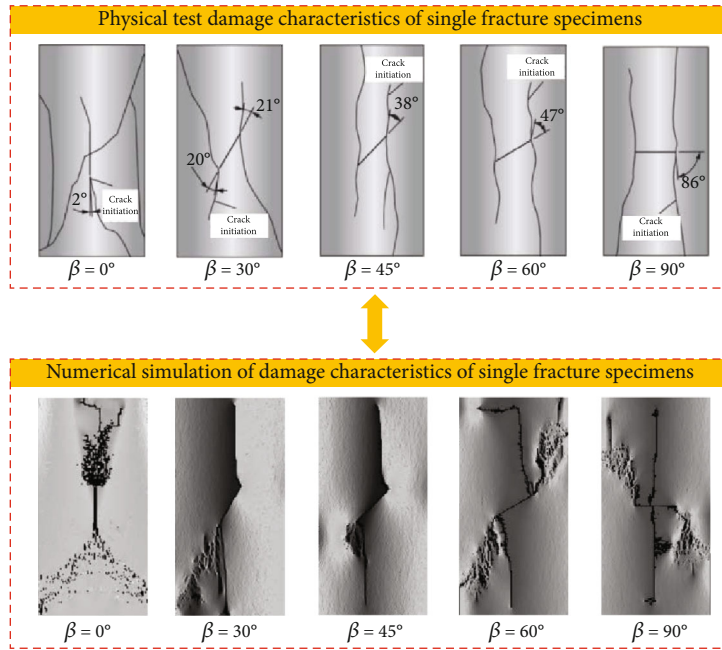 Physical test damage characteristics of single fracture specimens
2°
Crack
initiation
21°
20°
Crack
initiation
Crack
initiation
38°
Crack
initiation
47°
86°
Crack
initiation
β = 0°
β = 30°
β = 45°
β = 60°
β = 90°
Numerical simulation of damage characteristics of single fracture specimens
β = 0°
β = 30°
β = 45°
β = 60°
β = 90°